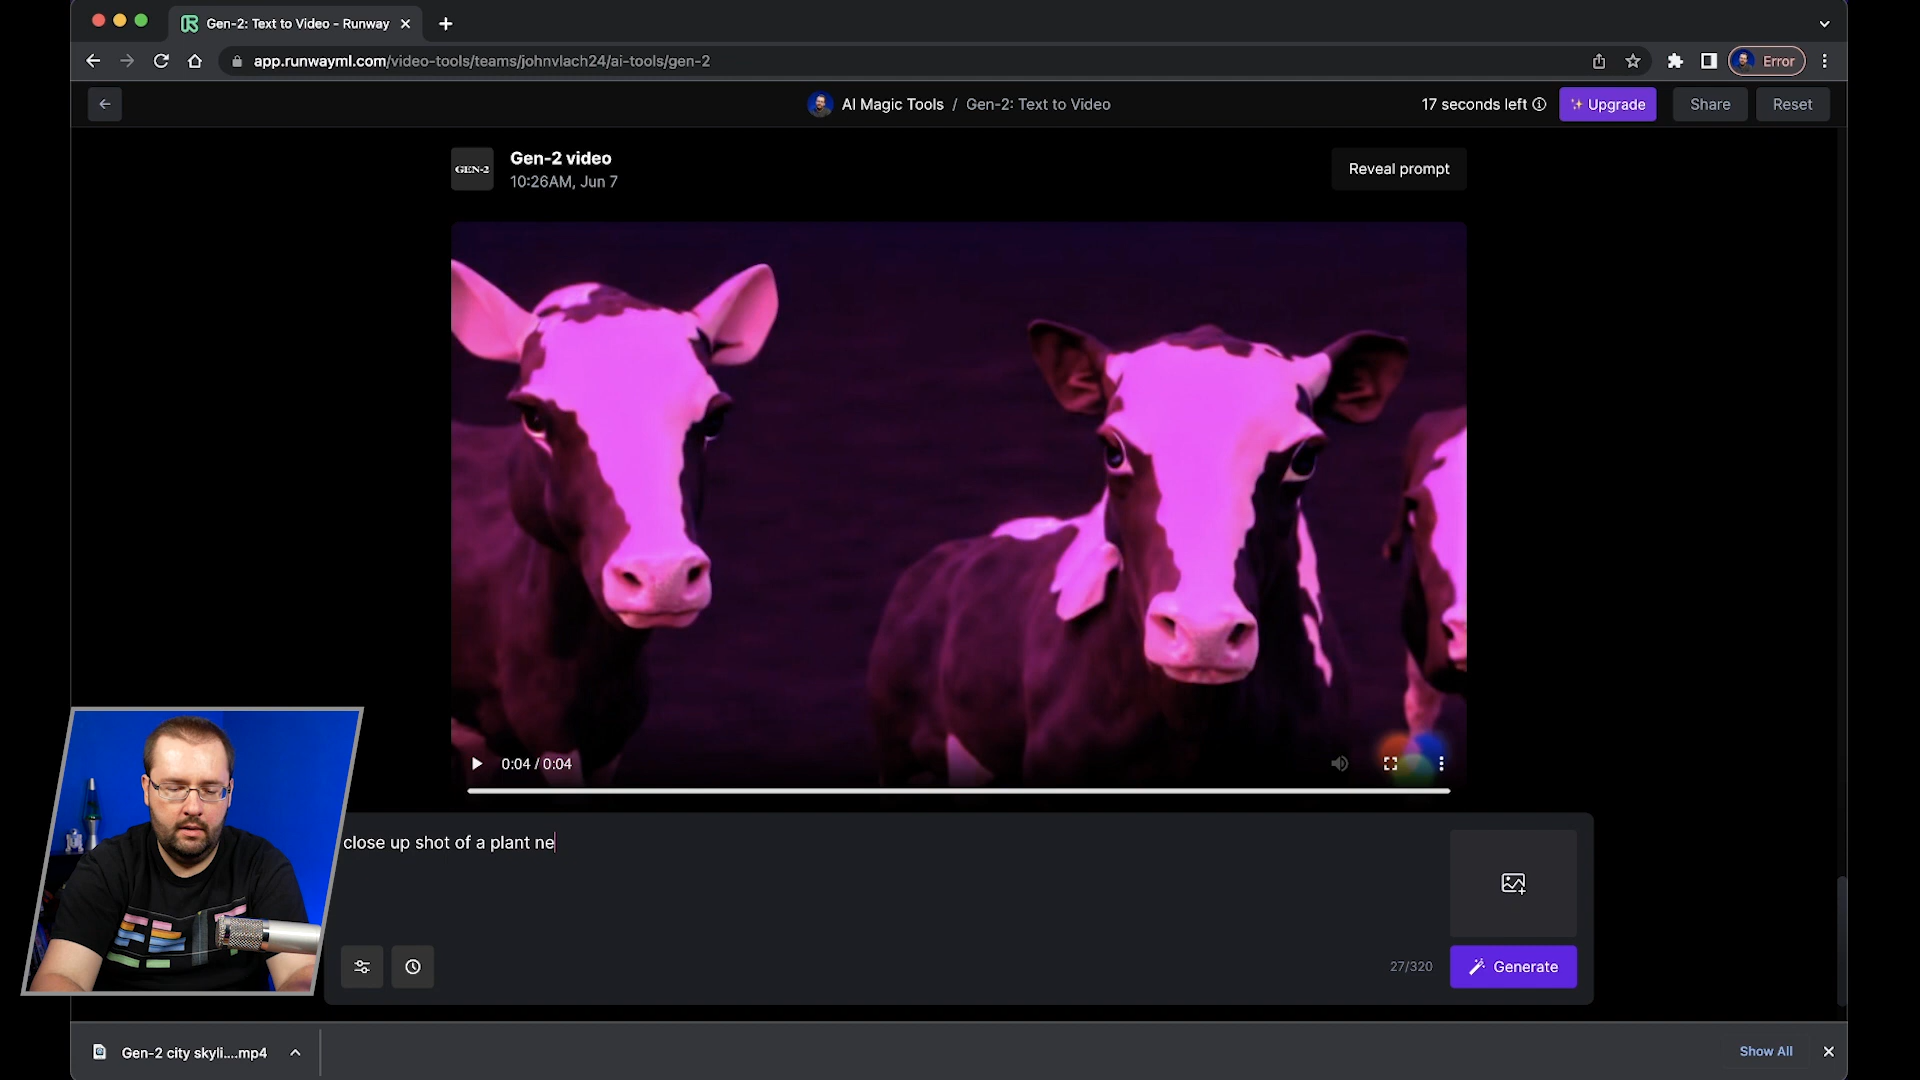 Gen-2: Text to Video - Runway
app.runwayml.com/video-tools/teams/johnvlach24/ai-tools/gen-2
Error
AI Magic Tools / Gen-2: Text to Video
17 seconds left
Upgrade
Share
Reset
GEN-2
Gen-2 video
10:26AM, Jun 7
Reveal prompt
0:04 / 0:04
close up shot of a plant ne
27/320
Generate
Gen-2 city skyli....mp4
Show All